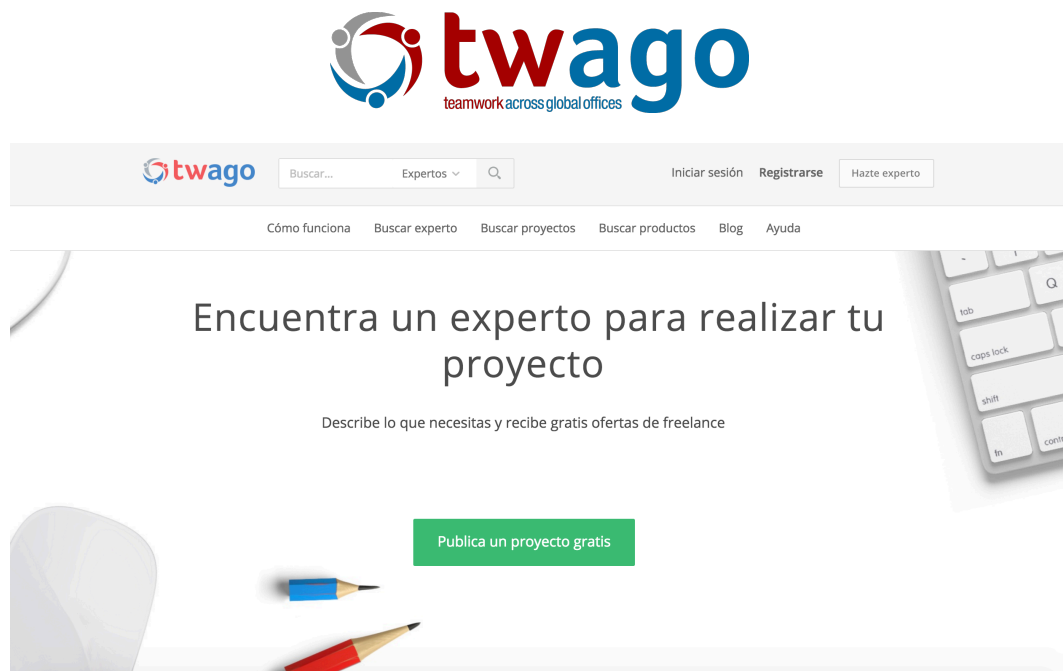 twago
teamwork across global offices
twago
Buscar...
Expertos
Iniciar sesión
Registrarse
Hazte experto
Cómo funciona
Buscar experto
Buscar proyectos
Buscar productos
Blog
Ayuda
Encuentra un experto para realizar tu
proyecto
Describe lo que necesitas y recibe gratis ofertas de freelance
Publica un proyecto gratis
Q
tab
caps lock
shift
fn